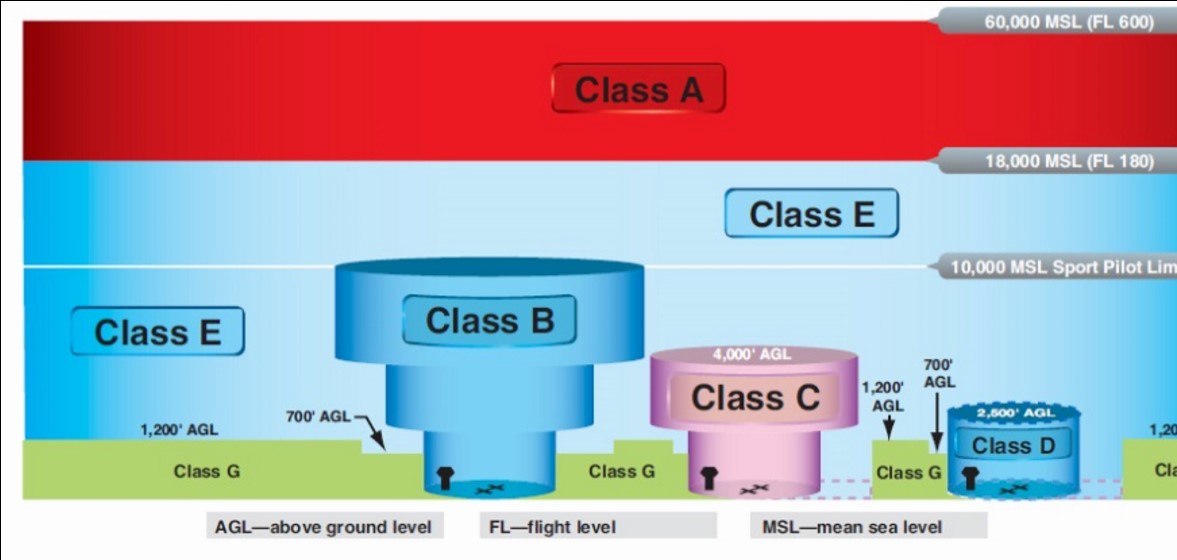 60,000 MSL (FL 600)
Class A
18,000 MSL (FL 180)
Class E
10,000 MSL Sport Pilot Lim
Class B
Class E
4,000' AGL
Class C
700'
AGL
1,200'
AGL
700' AGL
2,500' AGL
1,200' AGL
1,20
Class D
Class G
Class G
Class G
Cla
AGL—above ground level
FL—flight level
MSL—mean sea level